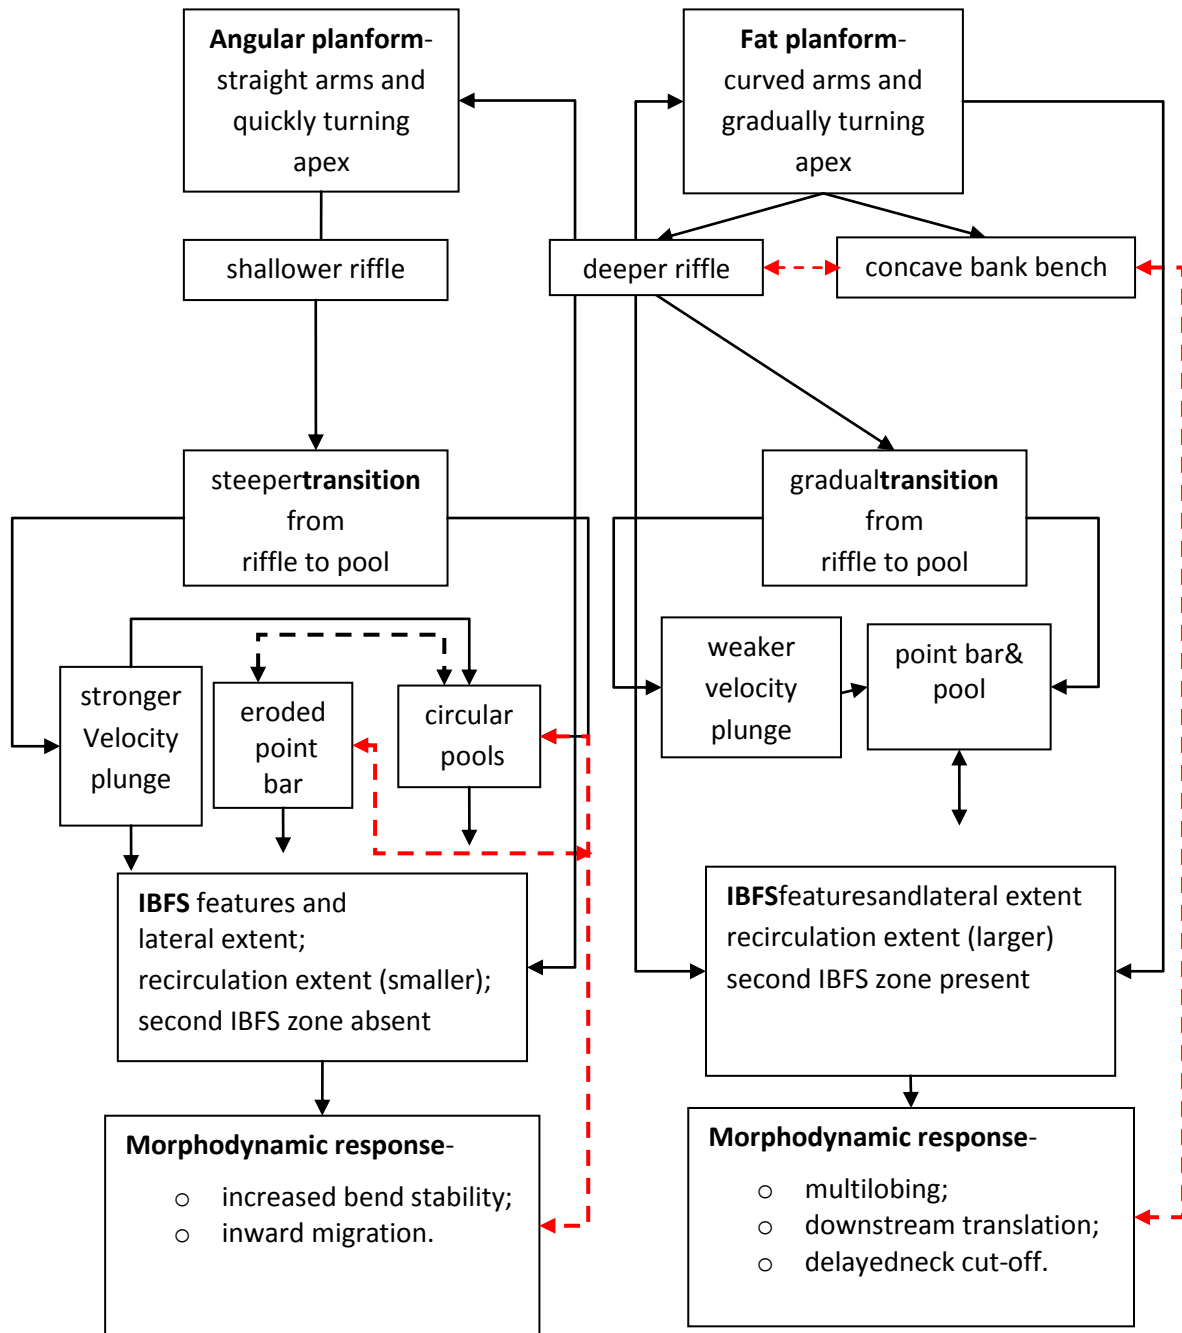 Angular planform-
straight arms and
quickly turning
apex
Fat planform-
curved arms and
gradually turning
apex
shallower riffle
deeper riffle
concave bank bench
steepertransition
from
riffle to pool
gradualtransition
from
riffle to pool
stronger
Velocity
plunge
eroded
point
bar
circular
pools
weaker
velocity
plunge
point bar&
pool
IBFS features and
lateral extent;
recirculation extent (smaller);
second IBFS zone absent
IBFSfeaturesandlateral extent
recirculation extent (larger)
second IBFS zone present
Morphodynamic response-
o increased bend stability;
o inward migration.
Morphodynamic response-
o multilobing;
o downstream translation;
o delayedneck cut-off.